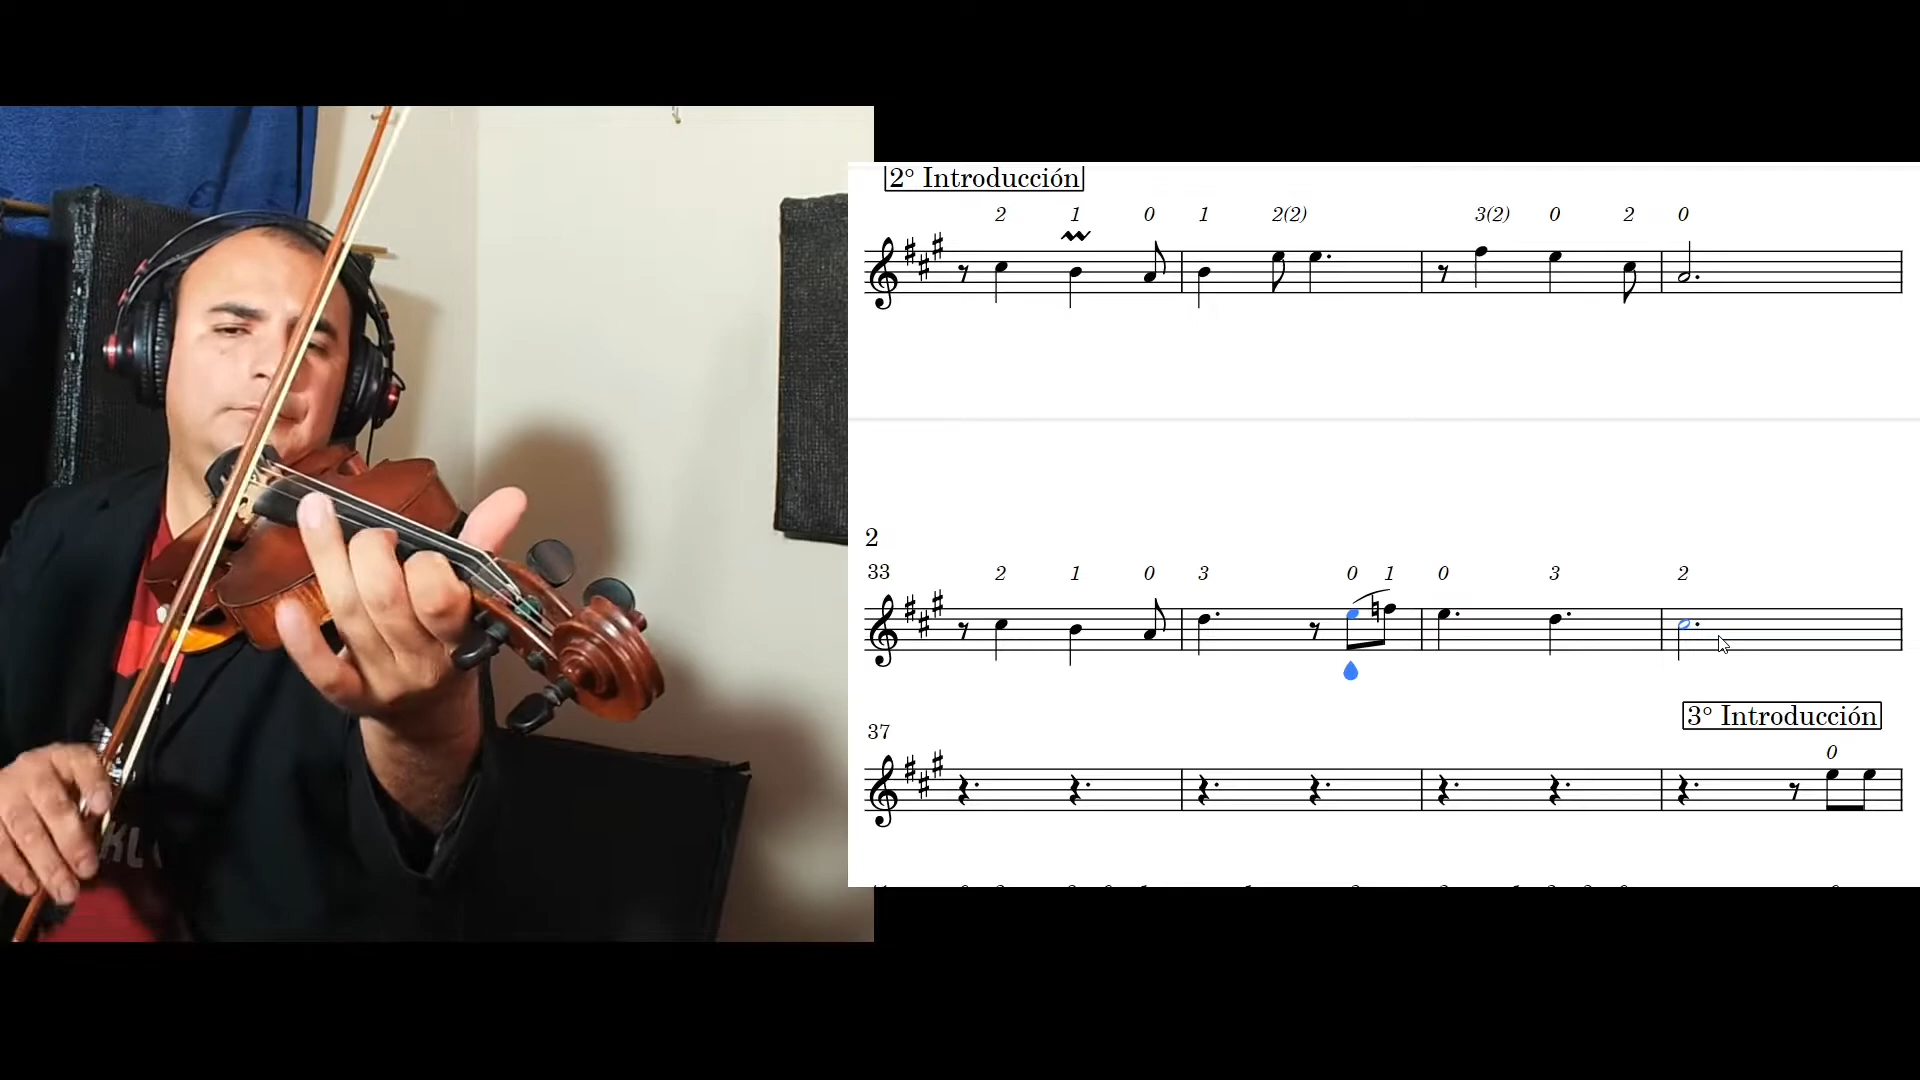 2° Introducción
2 1 0 1 2(2) 3(2) 0 2 0
2
33
2 1 0 3 0 1 0 3 2
3° Introducción
37
0
KL